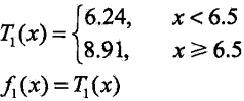 T₁(x) = { 6.24, x < 6.5
8.91, x ⩾ 6.5
f₁(x) = T₁(x)